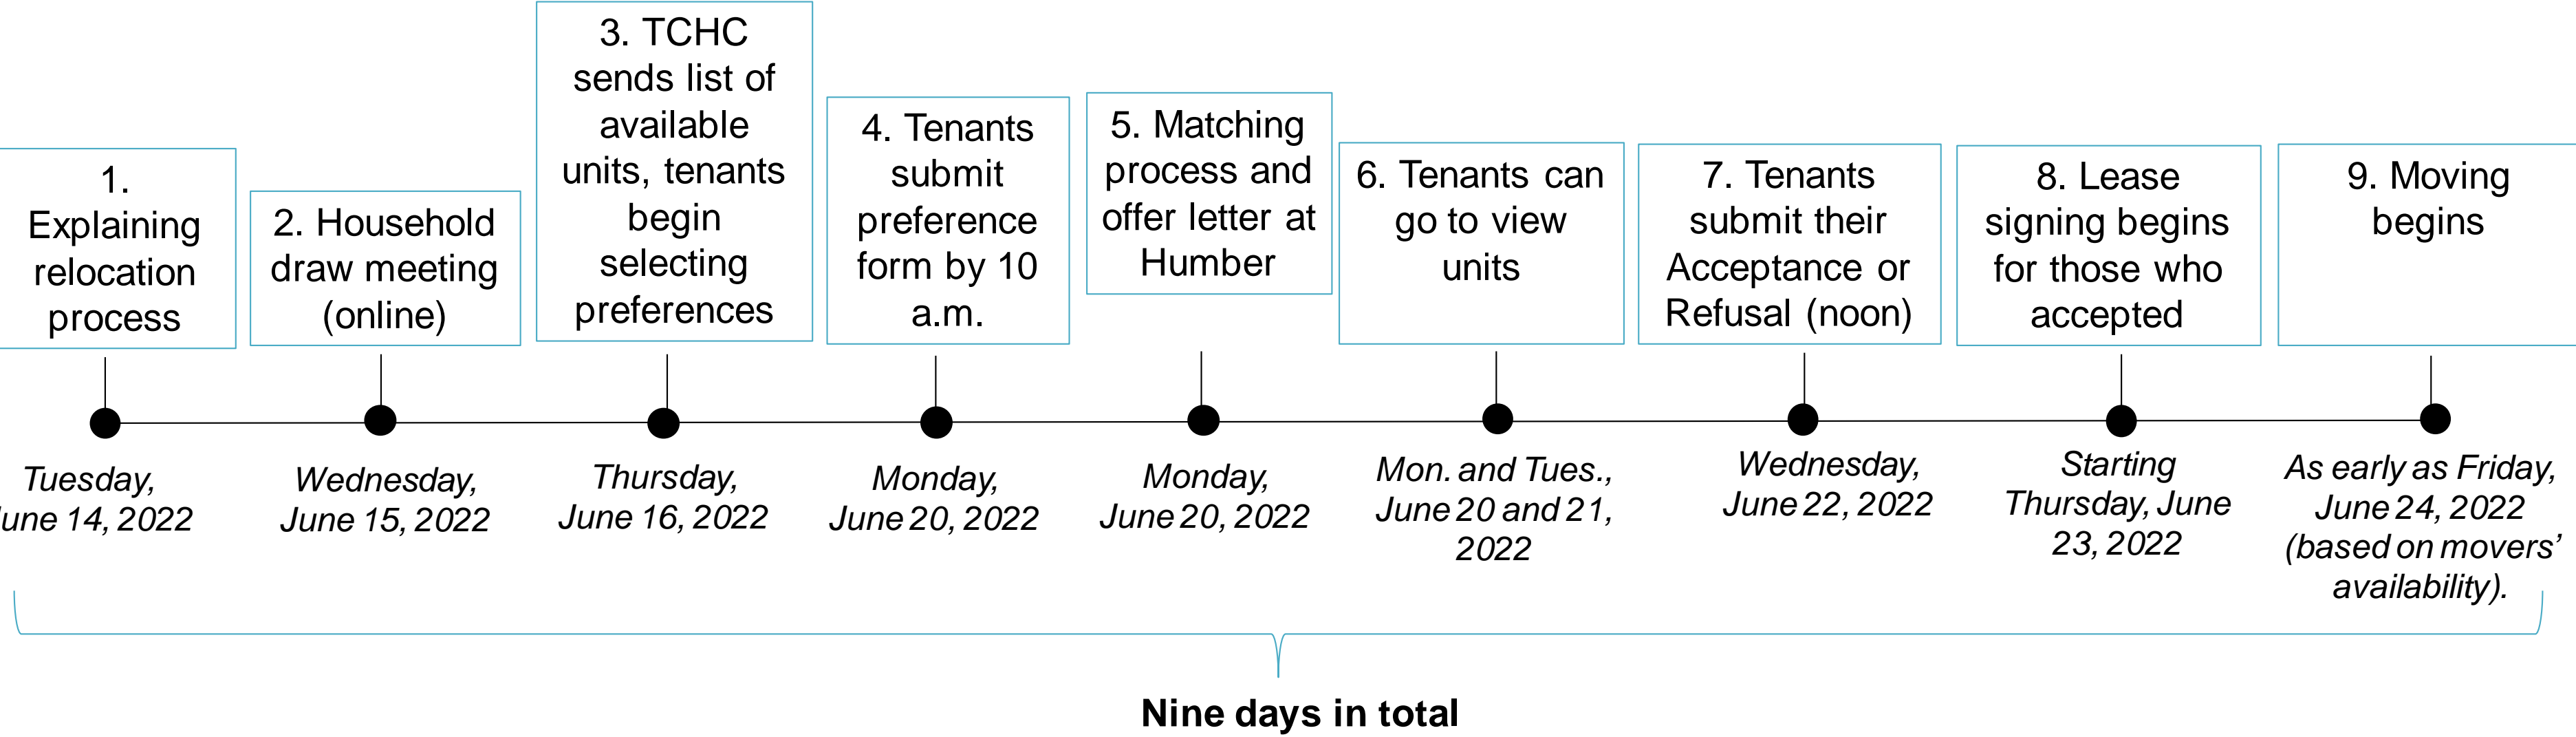 1.
Explaining
relocation
process
2. Household
draw meeting
(online)
3. TCHC
sends list of
available
units, tenants
begin
selecting
preferences
4. Tenants
submit
preference
form by 10
a.m.
5. Matching
process and
offer letter at
Humber
6. Tenants can
go to view
units
7. Tenants
submit their
Acceptance or
Refusal (noon)
8. Lease
signing begins
for those who
accepted
9. Moving
begins
Tuesday,
June 14, 2022
Wednesday,
June 15, 2022
Thursday,
June 16, 2022
Monday,
June 20, 2022
Monday,
June 20, 2022
Mon. and Tues.,
June 20 and 21,
2022
Wednesday,
June 22, 2022
Starting
Thursday, June
23, 2022
As early as Friday,
June 24, 2022
(based on movers’
availability).
Nine days in total